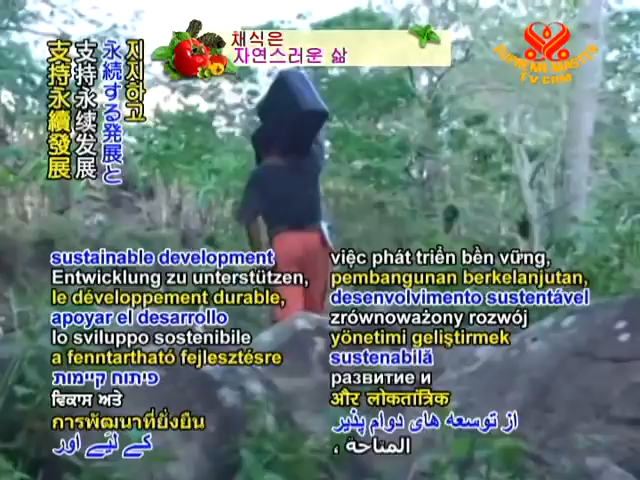 채식은
자연스러운 삶
SUPREME MASTER
TV.COM
지지하고
永続する発展と
支持永续发展
支持永續發展
sustainable development
Entwicklung zu unterstützen,
le développement durable,
apoyar el desarrollo
lo sviluppo sostenibile
a fenntartható fejlesztésre
פיתוח קיימות
ਵਿਕਾਸ ਅਤੇ
การพัฒนาที่ยั่งยืน
کے لیے اور
việc phát triển bền vững,
pembangunan berkelanjutan,
desenvolvimento sustentável
zrównoważony rozwój
yönetimi geliştirmek
sustenabilă
развитие и
और लोकतांत्रिक
از توسعه های دوام پذیر
المتاحة ،